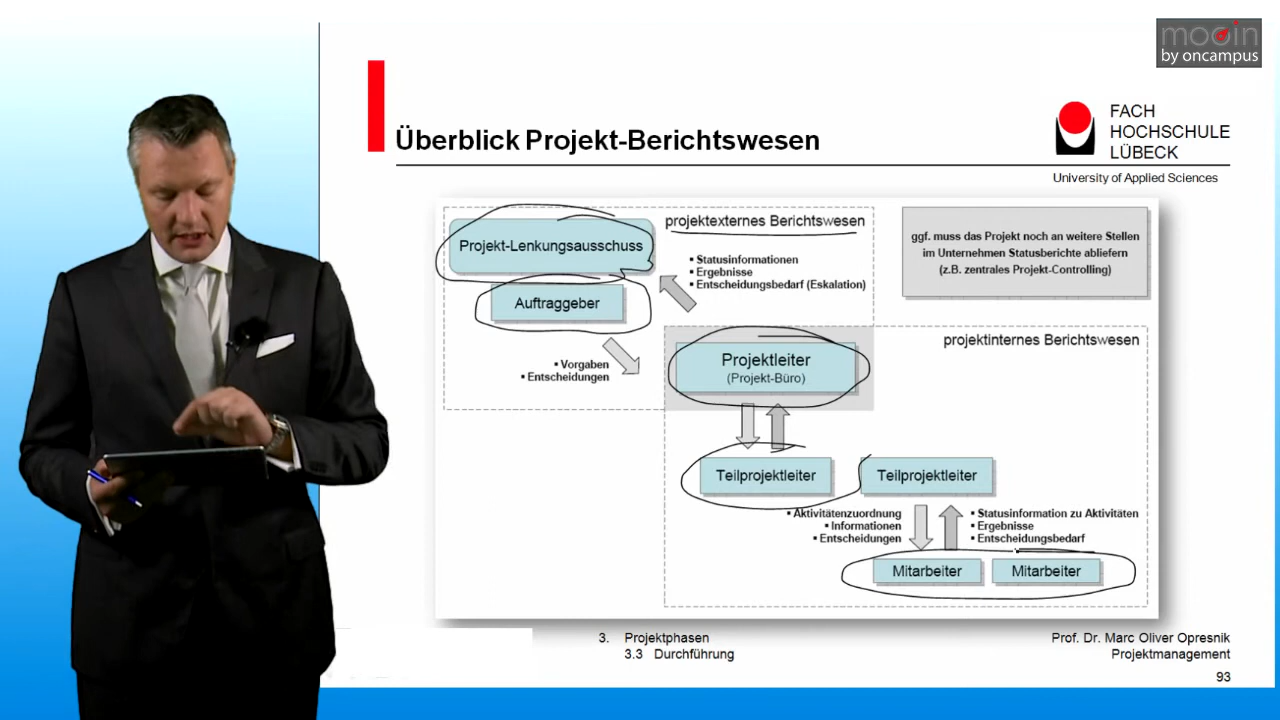 mooin
by oncampus
Überblick Projekt-Berichtswesen
FACH
HOCHSCHULE
LÜBECK
University of Applied Sciences
projektexternes Berichtswesen
Projekt-Lenkungsausschuss
▪ Statusinformationen
▪ Ergebnisse
▪ Entscheidungsbedarf (Eskalation)
ggf. muss das Projekt noch an weitere Stellen
im Unternehmen Statusberichte abliefern
(z.B. zentrales Projekt-Controlling)
Auftraggeber
projektinternes Berichtswesen
▪ Vorgaben
▪ Entscheidungen
Projektleiter
(Projekt-Büro)
Teilprojektleiter
Teilprojektleiter
▪ Aktivitätenzuordnung
▪ Informationen
▪ Entscheidungen
▪ Statusinformation zu Aktivitäten
▪ Ergebnisse
▪ Entscheidungsbedarf
Mitarbeiter
Mitarbeiter
3. Projektphasen
3.3 Durchführung
Prof. Dr. Marc Oliver Opresnik
Projektmanagement
93